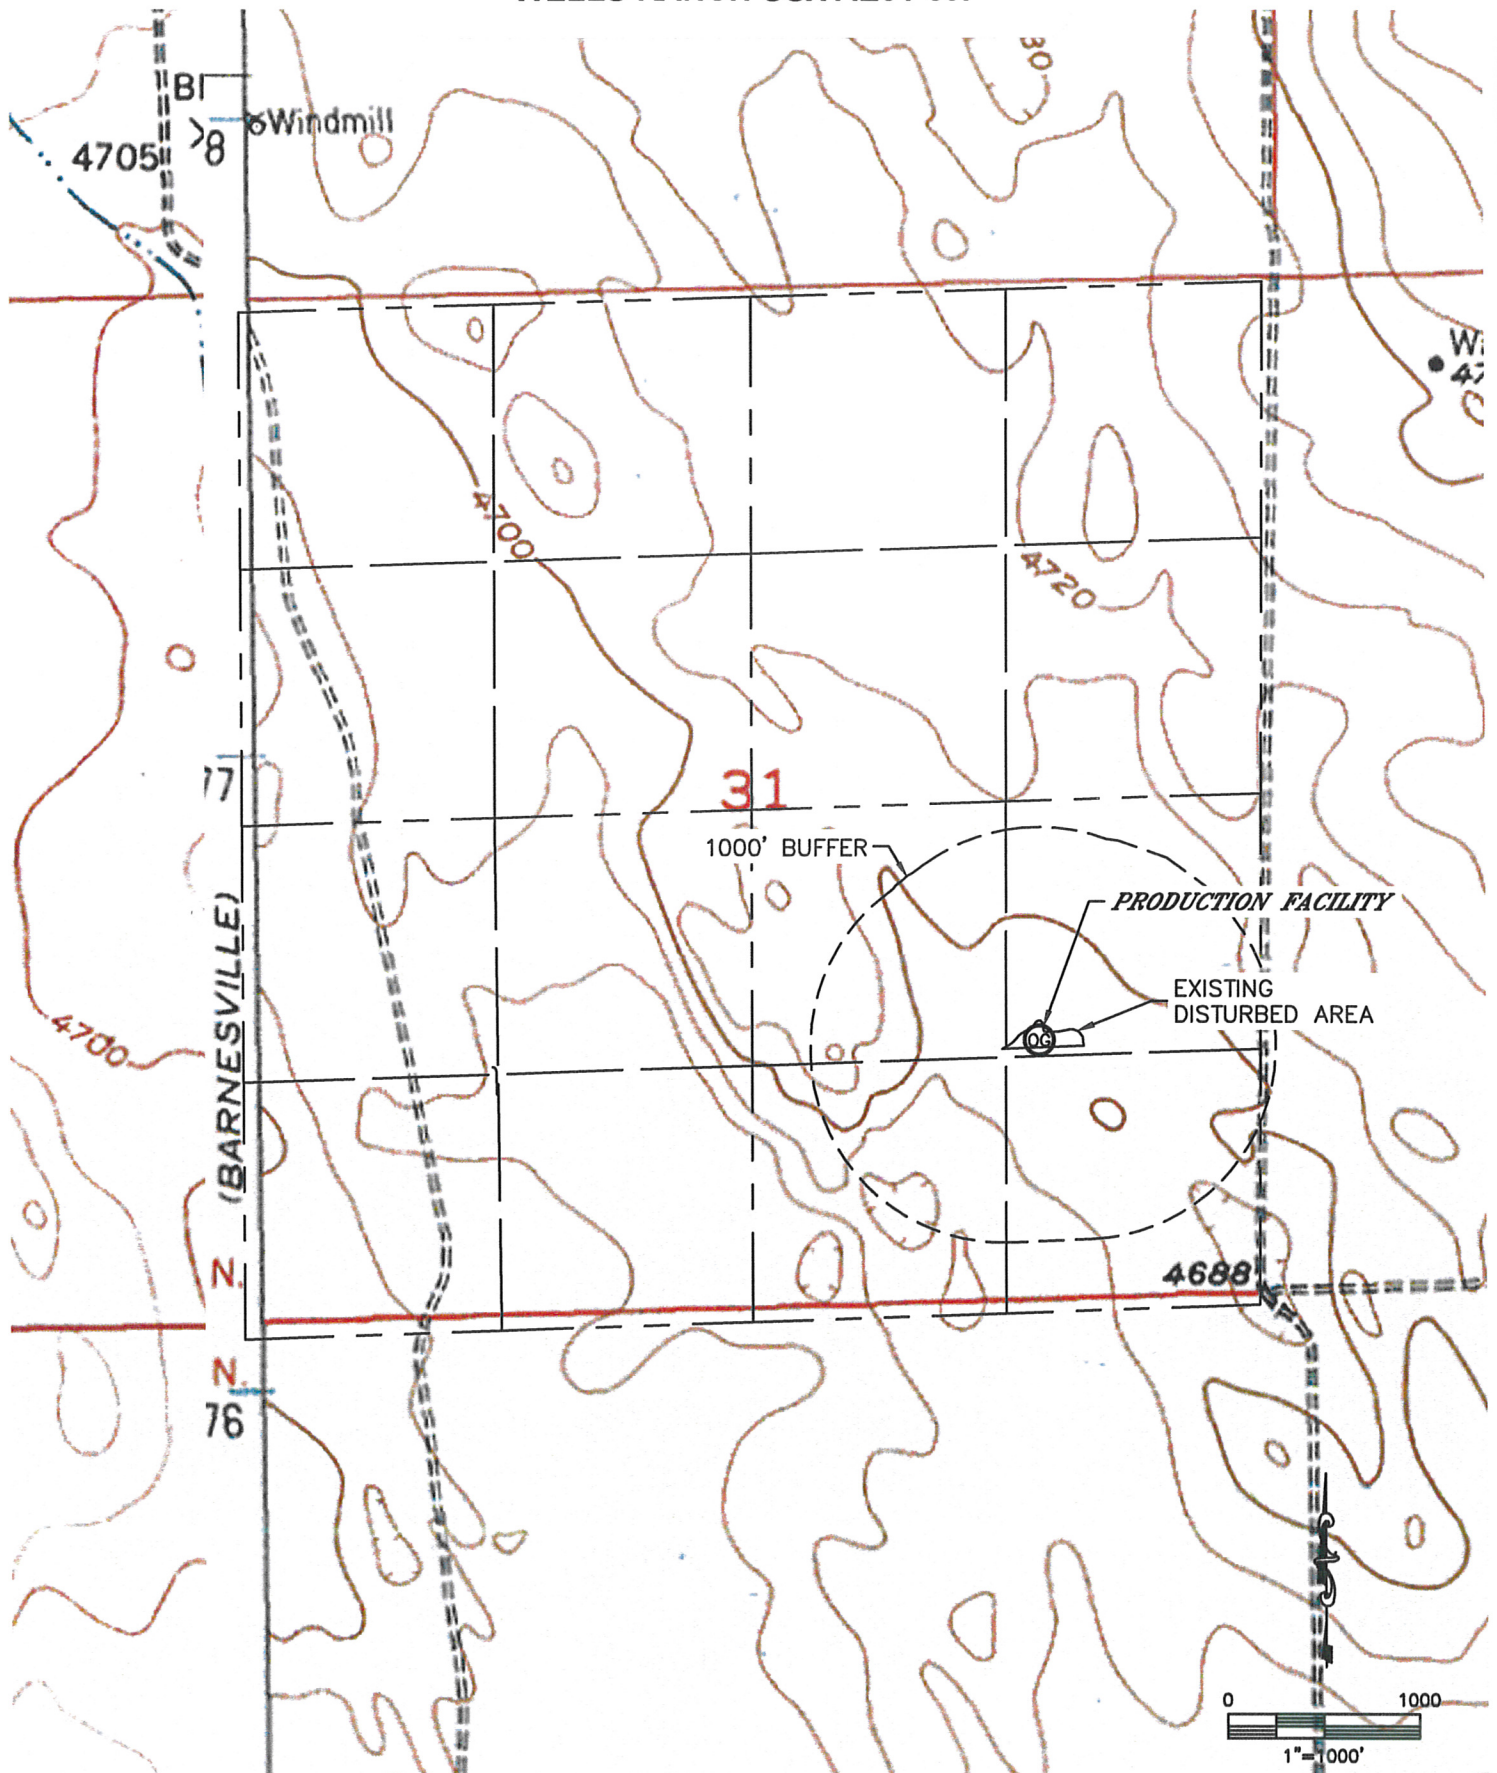 BI
Windmill
4705
8
30
4700
4720
77
31
1000' BUFFER
PRODUCTION FACILITY
(BARNESVILLE)
EXISTING
DISTURBED AREA
4700
OG
N.
4688
N.
76
0 1000
1"=1000'